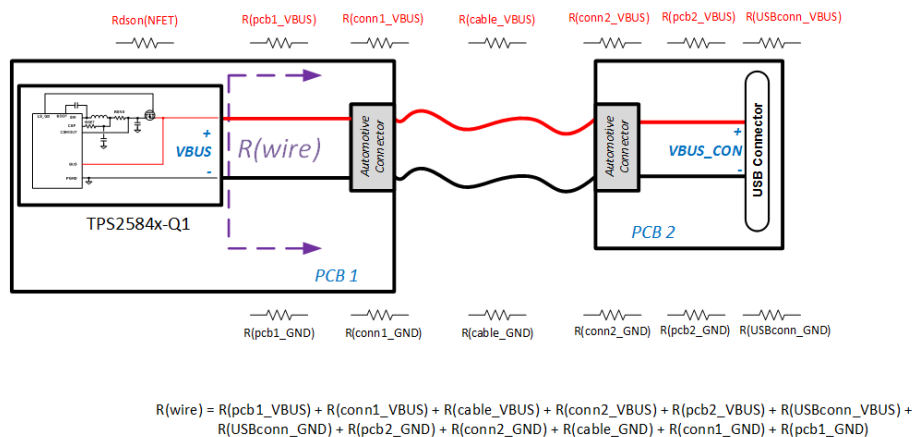 Rdson(NFET) R(pcb1_VBUS) R(conn1_VBUS) R(cable_VBUS) R(conn2_VBUS) R(pcb2_VBUS) R(USBconn_VBUS)
+
VBUS
-
R(wire)
Automotive
Connector
Automotive
Connector
+
VBUS_CON
-
USB Connector
BUS
TPS2584x-Q1
PCB 1
PCB 2
R(pcb1_GND) R(conn1_GND) R(cable_GND) R(conn2_GND) R(pcb2_GND) R(USBconn_GND)
R(wire) = R(pcb1_VBUS) + R(conn1_VBUS) + R(cable_VBUS) + R(conn2_VBUS) + R(pcb2_VBUS) + R(USBconn_VBUS) +
R(USBconn_GND) + R(pcb2_GND) + R(conn2_GND) + R(cable_GND) + R(conn1_GND) + R(pcb1_GND)